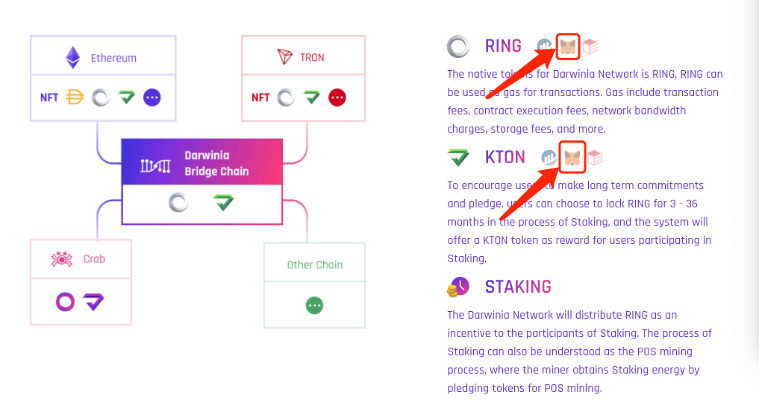 Ethereum
NFT
TRON
NFT
Darwinia
Bridge Chain
Crab
Other Chain
RING
The native tokens for Darwinia Network is RING, RING can
be used as gas for transactions. Gas include transaction
fees, contract execution fees, network bandwidth
charges, storage fees, and more.
KTON
To encourage users to make long term commitments
and pledge, users can choose to lock RING for 3 - 36
months in the process of Staking, and the system will
offer a KTON token as reward for users participating in
Staking.
STAKING
The Darwinia Network will distribute RING as an
incentive to the participants of Staking. The process of
Staking can also be understood as the POS mining
process, where the miner obtains Staking energy by
pledging tokens for POS mining.